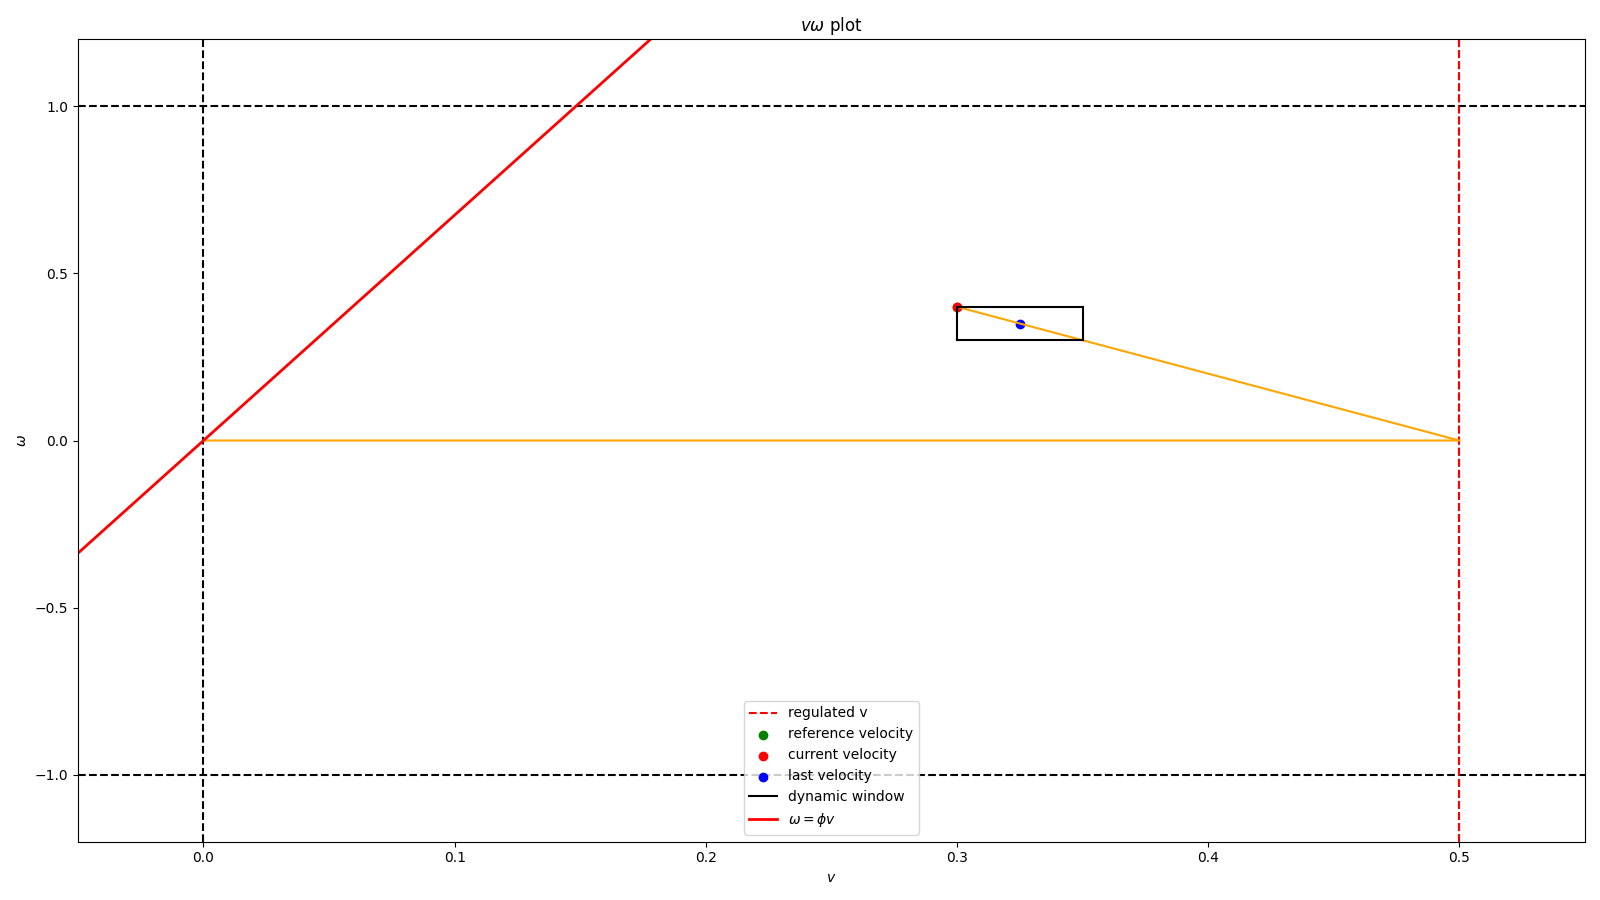 vω plot
1.0
0.5
0.0
−0.5
−1.0
ω
0.0 0.1 0.2 0.3 0.4 0.5
v
regulated v
reference velocity
current velocity
last velocity
dynamic window
ω = ϕv